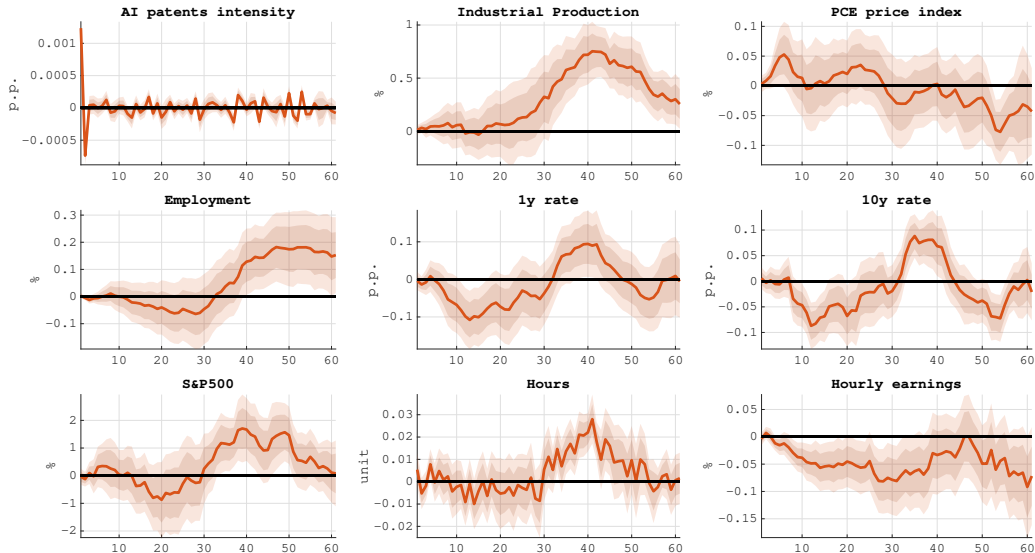 AI patents intensity
p.p.
0.001
0.0005
0
-0.0005
10 20 30 40 50 60
Industrial Production
%
1
0.5
0
10 20 30 40 50 60
PCE price index
%
0.1
0.05
0
-0.05
-0.1
10 20 30 40 50 60
Employment
%
0.3
0.2
0.1
0
-0.1
10 20 30 40 50 60
1y rate
p.p.
0.1
0
-0.1
10 20 30 40 50 60
10y rate
p.p.
0.1
0.05
0
-0.05
-0.1
10 20 30 40 50 60
S&P500
%
2
1
0
-1
-2
10 20 30 40 50 60
Hours
unit
0.03
0.02
0.01
0
-0.01
-0.02
10 20 30 40 50 60
Hourly earnings
%
0.05
0
-0.05
-0.1
-0.15
10 20 30 40 50 60